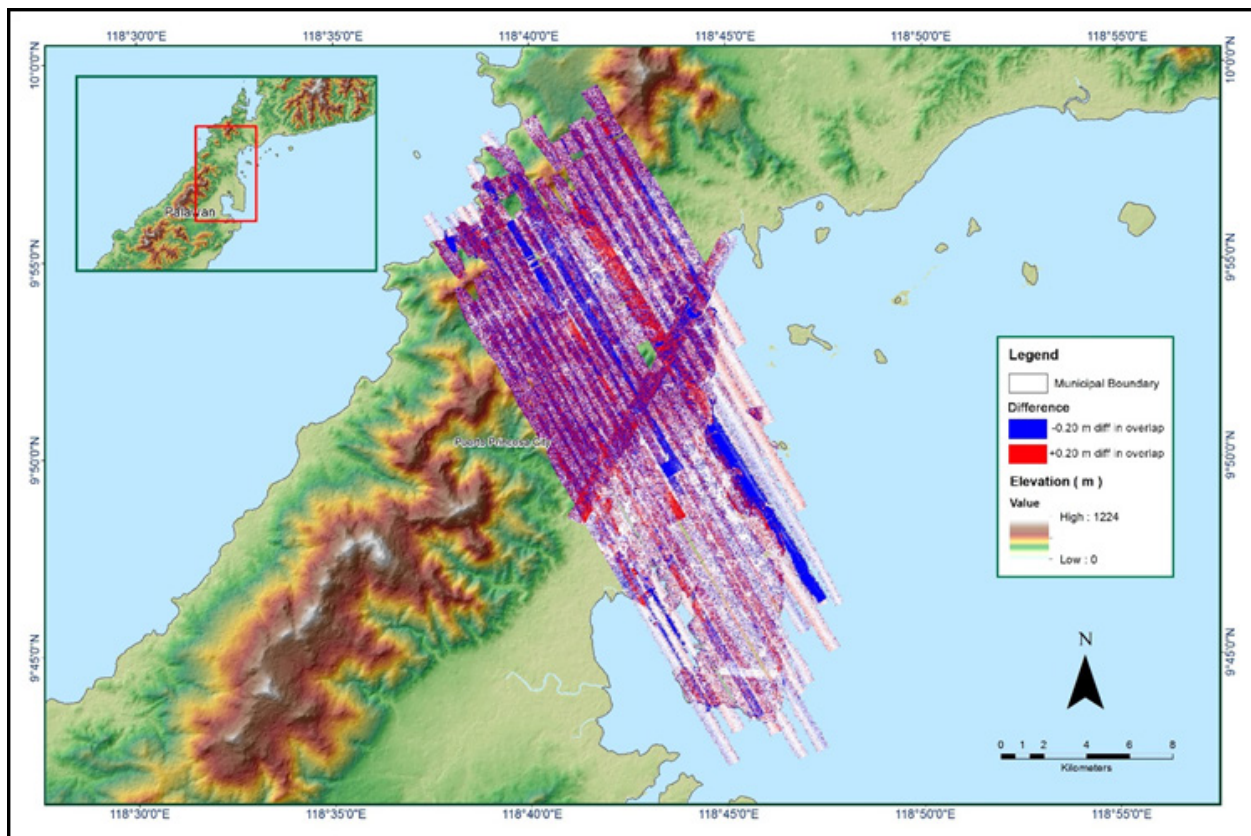 118°30'0"E 118°35'0"E 118°40'0"E 118°45'0"E 118°50'0"E 118°55'0"E
10°0'0"N 10°0'0"N
Palawan
9°55'0"N 9°55'0"N
Legend
Municipal Boundary
Difference
-0.20 m diff in overlap
+0.20 m diff in overlap
Elevation ( m )
Value
High : 1224
Low : 0
Puerto Princesa City
9°50'0"N 9°50'0"N
9°45'0"N 9°45'0"N
N
0 1 2 4 6 8
Kilometers
118°30'0"E 118°35'0"E 118°40'0"E 118°45'0"E 118°50'0"E 118°55'0"E